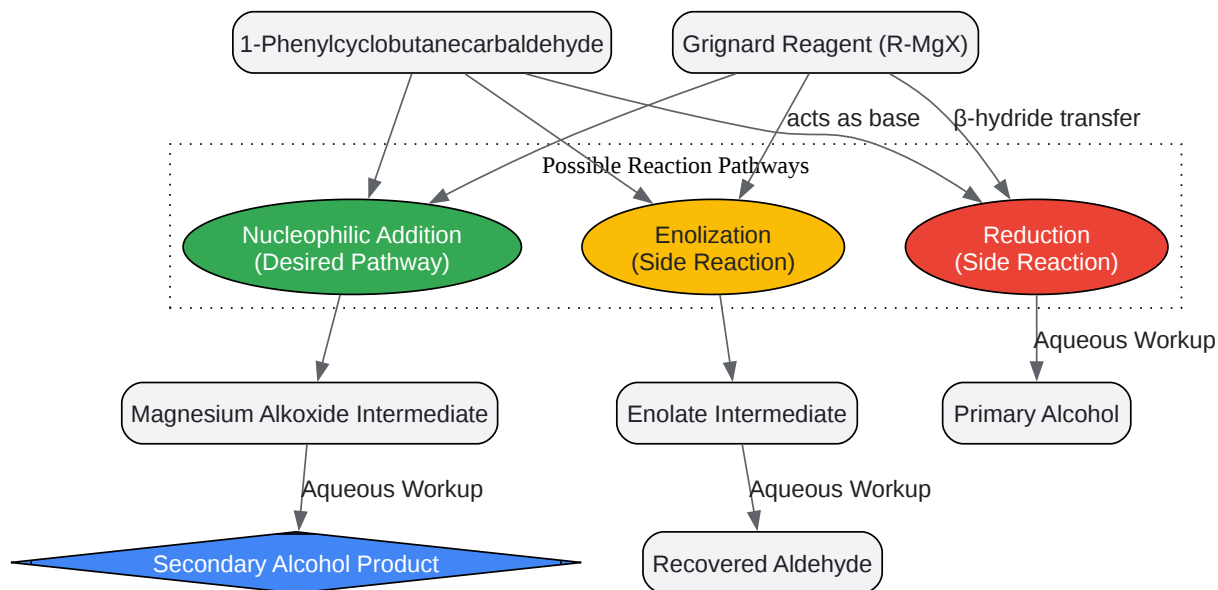 1-Phenylcyclobutanecarbaldehyde
Grignard Reagent (R-MgX)
acts as base
β-hydride transfer
Possible Reaction Pathways
Nucleophilic Addition
(Desired Pathway)
Enolization
(Side Reaction)
Reduction
(Side Reaction)
Aqueous Workup
Magnesium Alkoxide Intermediate
Enolate Intermediate
Primary Alcohol
Aqueous Workup
Aqueous Workup
Secondary Alcohol Product
Recovered Aldehyde